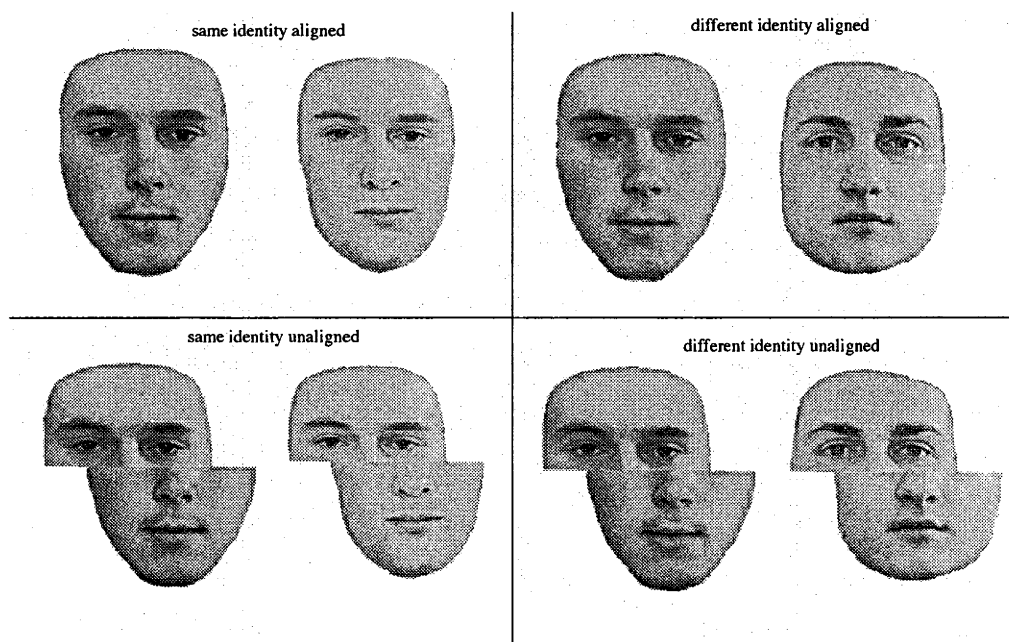 same identity aligned
different identity aligned
same identity unaligned
different identity unaligned